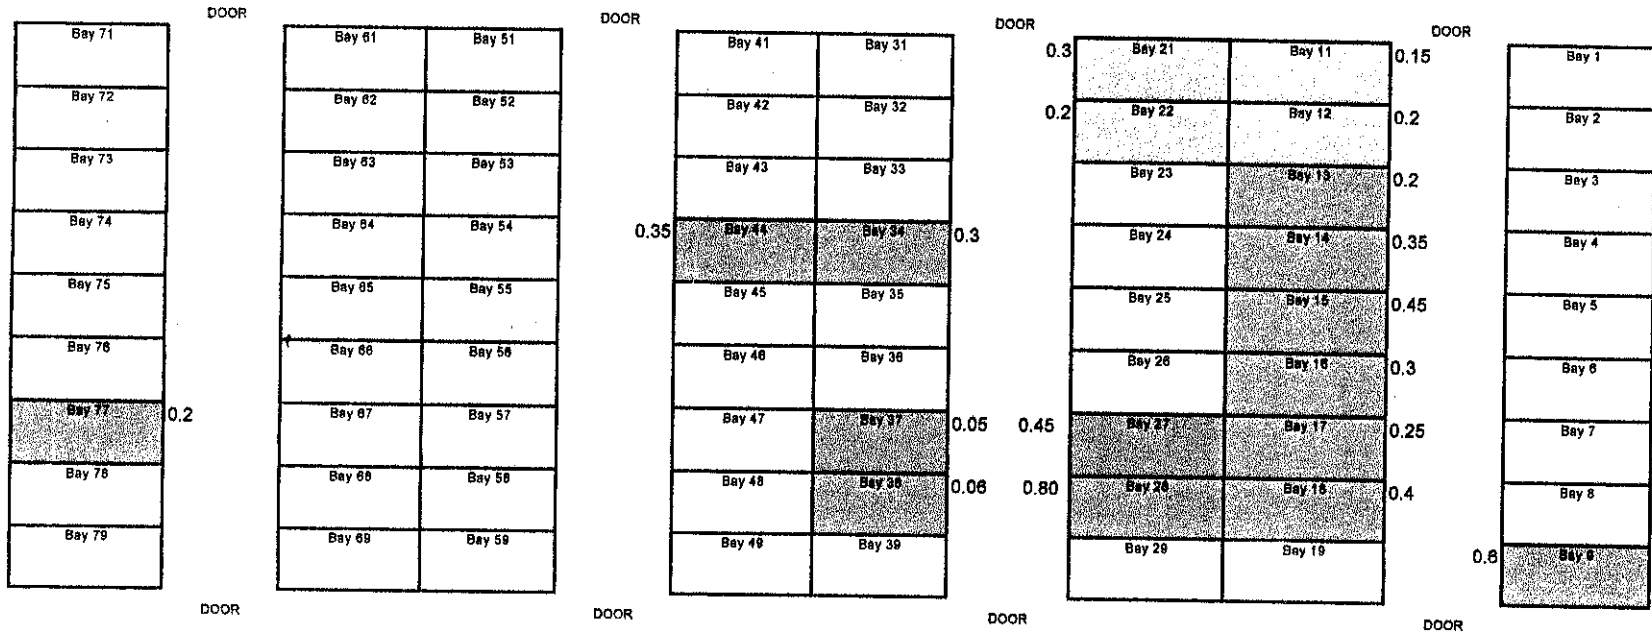 DOOR DOOR DOOR DOOR
Bay 71 Bay 61 Bay 51 Bay 41 Bay 31 0.3 Bay 21 Bay 11 0.15 Bay 1
Bay 72 Bay 62 Bay 52 Bay 42 Bay 32 0.2 Bay 22 Bay 12 0.2 Bay 2
Bay 73 Bay 63 Bay 53 Bay 43 Bay 33 Bay 23 Bay 13 0.2 Bay 3
Bay 74 Bay 64 Bay 54 0.35 Bay 44 Bay 34 0.3 Bay 24 Bay 14 0.35 Bay 4
Bay 75 Bay 65 Bay 55 Bay 45 Bay 35 Bay 25 Bay 15 0.45 Bay 5
Bay 76 Bay 66 Bay 56 Bay 46 Bay 36 Bay 26 Bay 16 0.3 Bay 6
Bay 77 0.2 Bay 67 Bay 57 Bay 47 Bay 37 0.05 0.45 Bay 27 Bay 17 0.25 Bay 7
Bay 78 Bay 68 Bay 58 Bay 48 Bay 38 0.06 0.80 Bay 28 Bay 18 0.4 Bay 8
Bay 79 Bay 69 Bay 59 Bay 49 Bay 39 Bay 29 Bay 19 0.6 Bay 9
DOOR DOOR DOOR DOOR